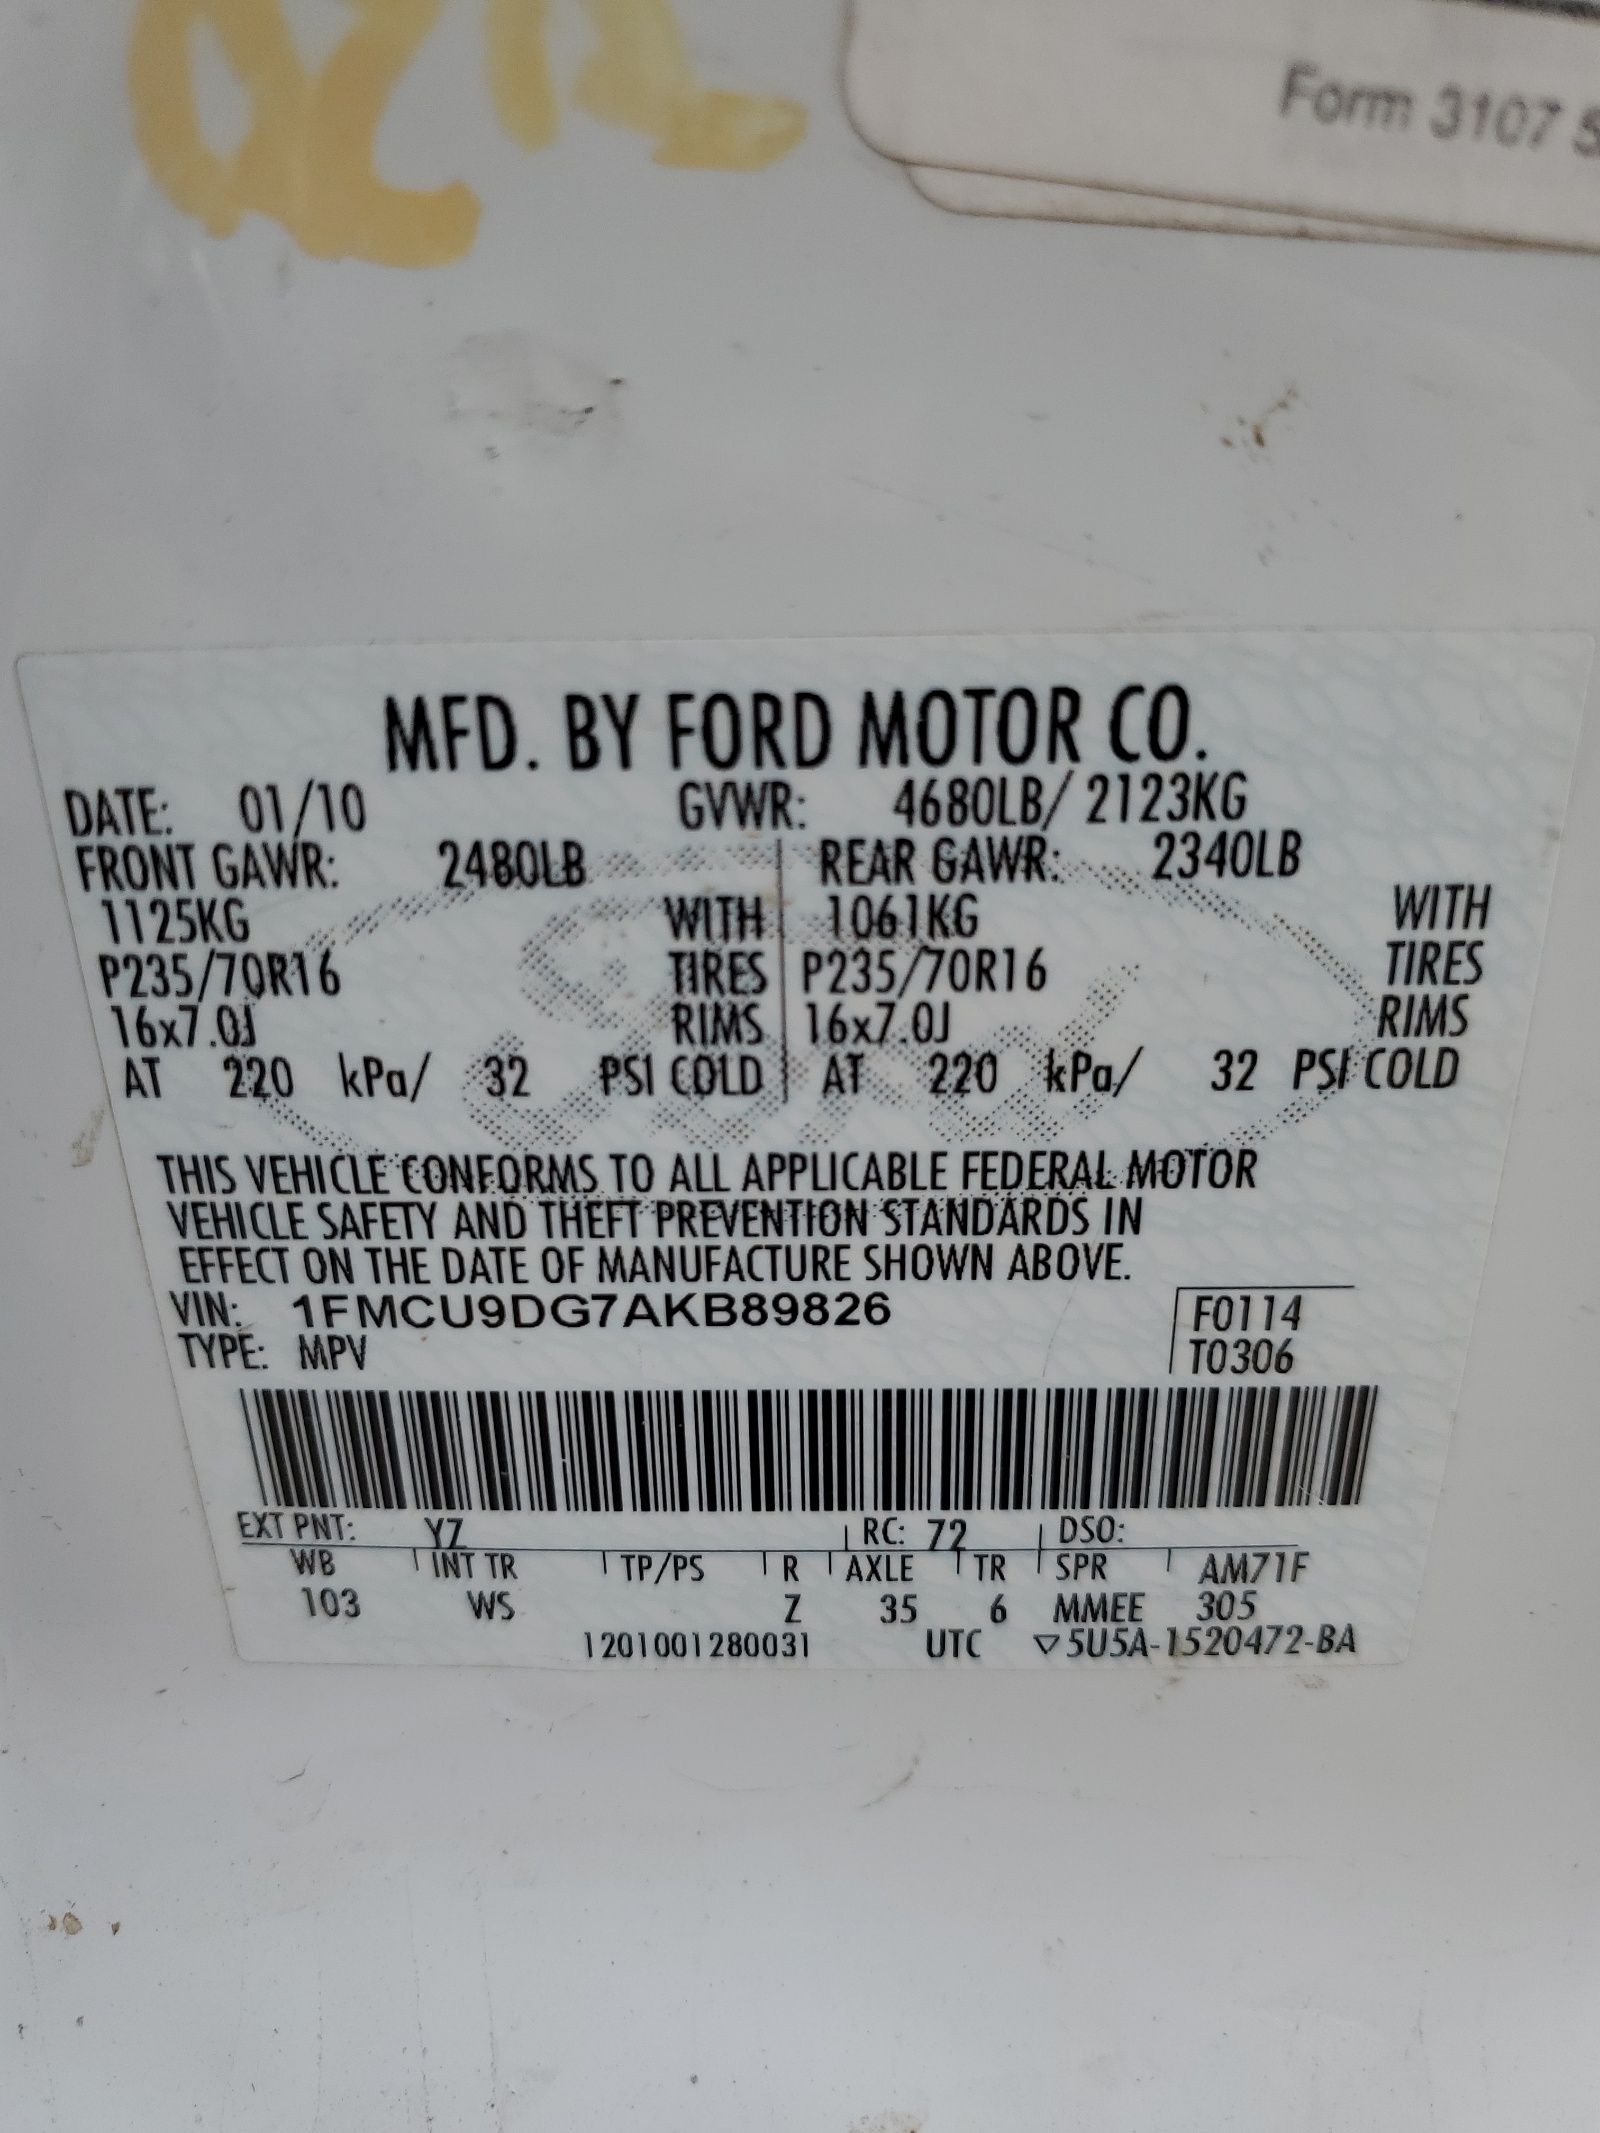 Form 3107
MFD. BY FORD MOTOR CO.
DATE: 01/10 GVWR: 4680LB/ 2123KG
FRONT GAWR: 2480LB REAR GAWR: 2340LB
1125KG WITH 1061KG WITH
P235/70R16 TIRES P235/70R16 TIRES
16x7.0J RIMS 16x7.0J RIMS
AT 220 kPa/ 32 PSI COLD AT 220 kPa/ 32 PSI COLD
THIS VEHICLE CONFORMS TO ALL APPLICABLE FEDERAL MOTOR
VEHICLE SAFETY AND THEFT PREVENTION STANDARDS IN
EFFECT ON THE DATE OF MANUFACTURE SHOWN ABOVE.
VIN: 1FMCU9DG7AKB89826 F0114
TYPE: MPV T0306
EXT PNT: YZ RC: 72 DSO:
WB INT TR TP/PS R AXLE TR SPR AM71F
103 WS Z 35 6 MMEE 305
1201001280031 UTC ▽5U5A-1520472-BA